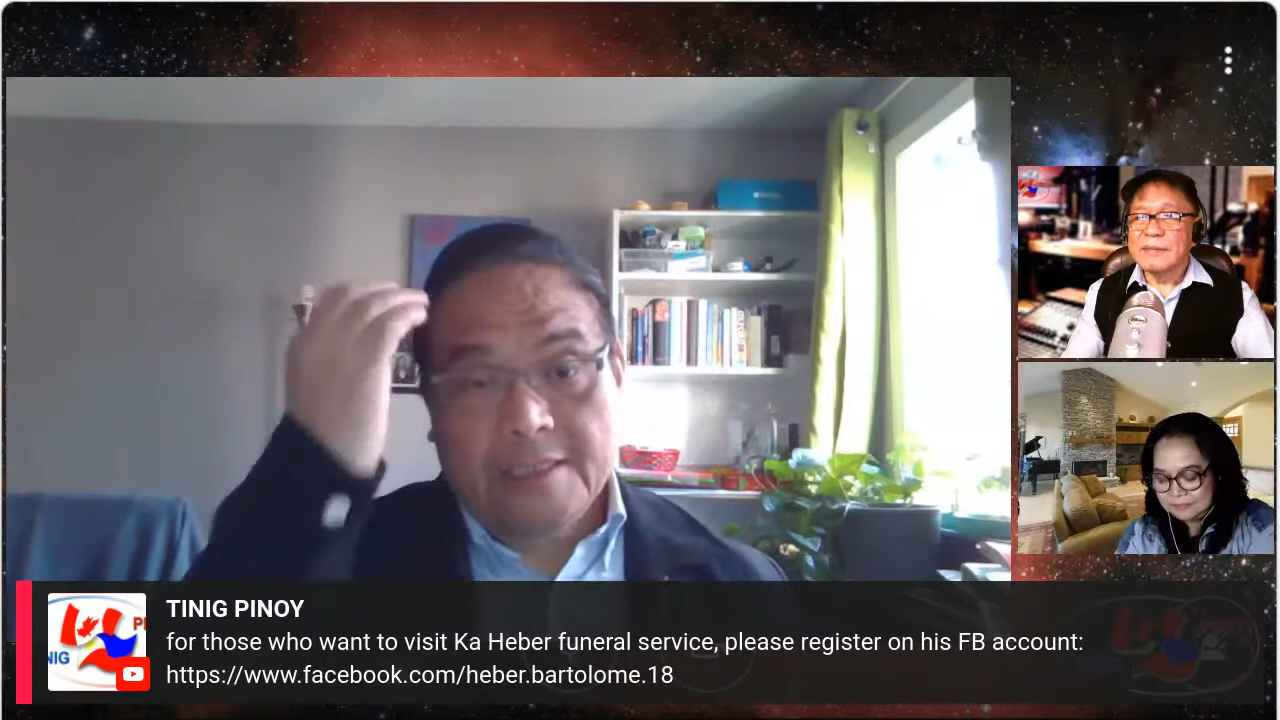 TINIG PINOY
for those who want to visit Ka Heber funeral service, please register on his FB account:
https://www.facebook.com/heber.bartolome.18